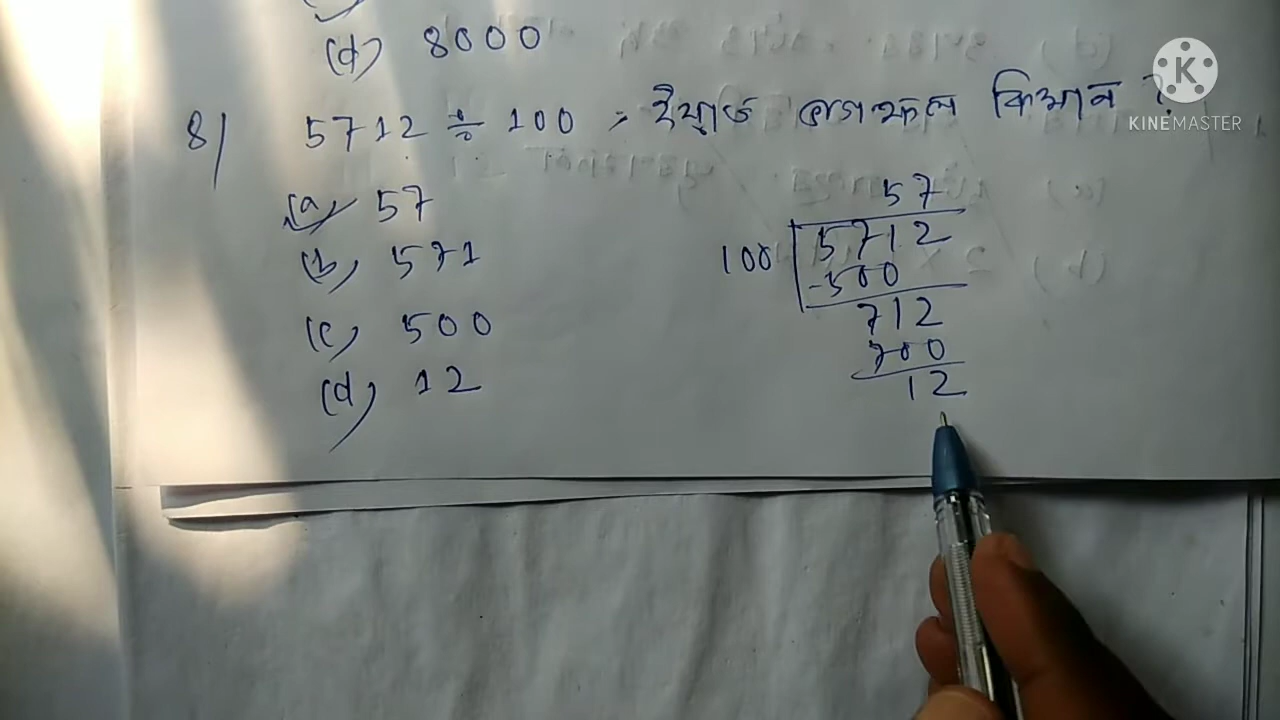 (d) 8000
8) 5712 ÷ 100, ইয়াত ভাগফল কিমান ?
(a) 57
(b) 571
(c) 500
(d) 12
57
100 5712
-500
712
700
12
K
KINEMASTER